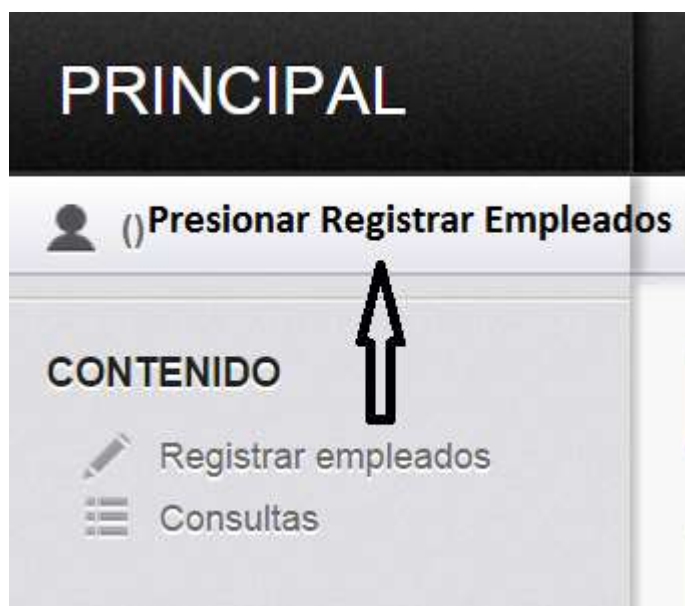 PRINCIPAL
()Presionar Registrar Empleados
CONTENIDO
Registrar empleados
Consultas